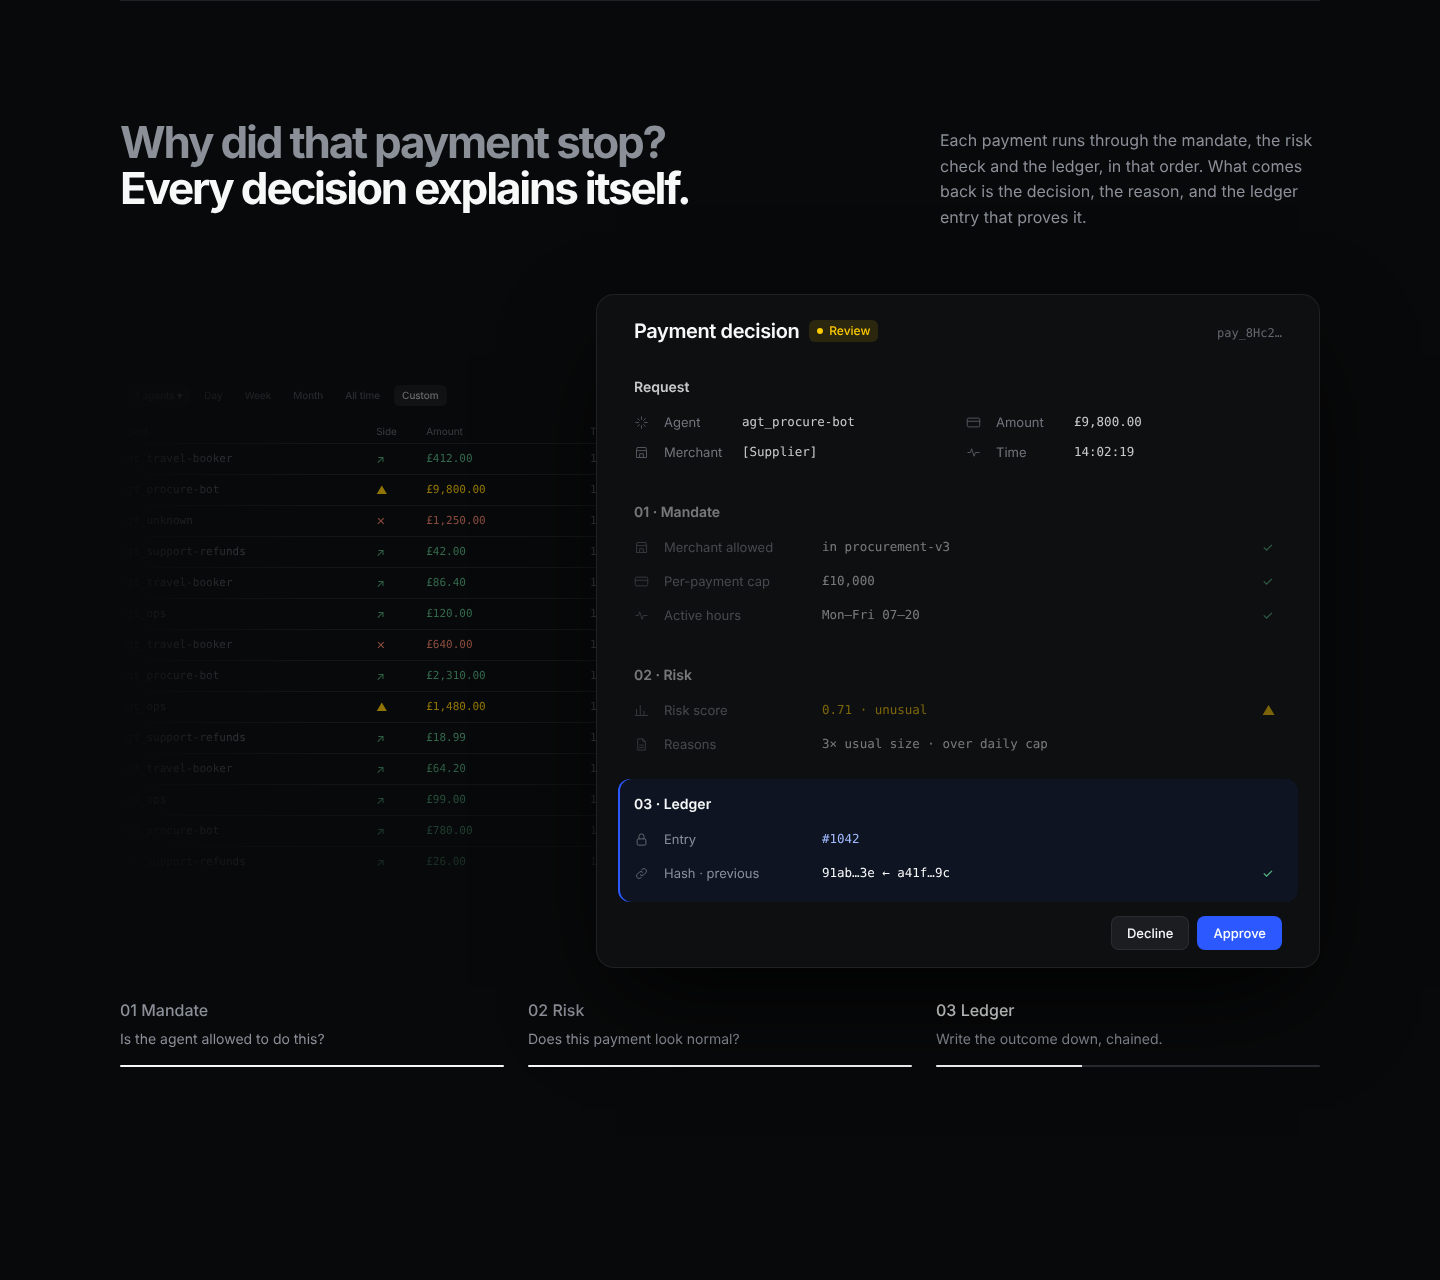 Why did that payment stop?
Every decision explains itself.
Each payment runs through the mandate, the risk
check and the ledger, in that order. What comes
back is the decision, the reason, and the ledger
entry that proves it.
agents ▾ Day Week Month All time Custom
Side Amount
travel-booker ↗ £412.00
procure-bot ▲ £9,800.00
unknown × £1,250.00
support-refunds ↗ £42.00
travel-booker ↗ £86.40
ops ↗ £120.00
travel-booker × £640.00
procure-bot ↗ £2,310.00
ops ▲ £1,480.00
support-refunds ↗ £18.99
travel-booker ↗ £64.20
ops ↗ £99.00
procure-bot ↗ £780.00
support-refunds ↗ £26.00
Payment decision Review pay_8Hc2…
Request
Agent agt_procure-bot Amount £9,800.00
Merchant [Supplier] Time 14:02:19
01 · Mandate
Merchant allowed in procurement-v3 ✓
Per-payment cap £10,000 ✓
Active hours Mon–Fri 07–20 ✓
02 · Risk
Risk score 0.71 · unusual ▲
Reasons 3× usual size · over daily cap
03 · Ledger
Entry #1042
Hash · previous 91ab…3e ← a41f…9c ✓
Decline Approve
01 Mandate
Is the agent allowed to do this?
02 Risk
Does this payment look normal?
03 Ledger
Write the outcome down, chained.